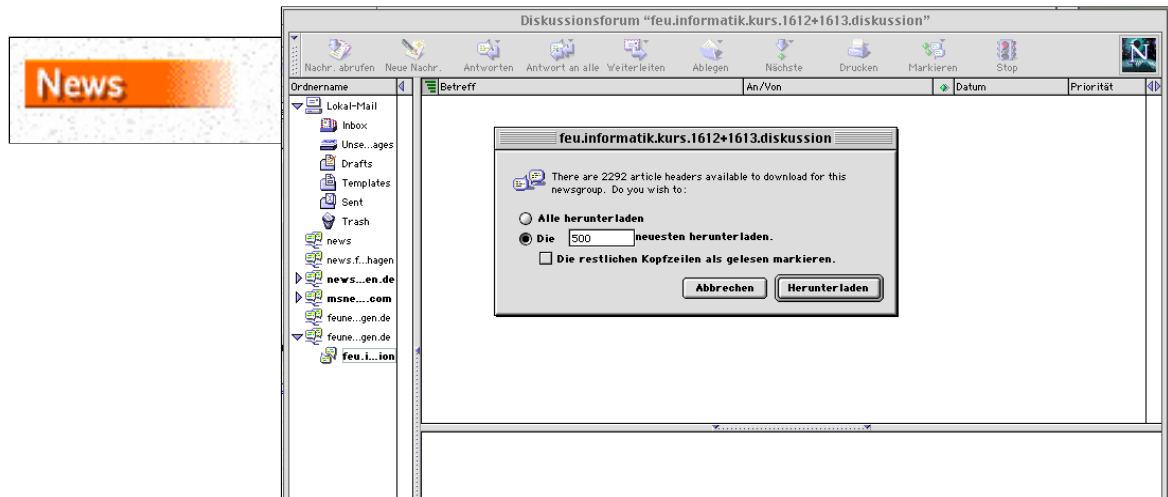 News
Diskussionsforum “feu.informatik.kurs.1612+1613.diskussion”
Nachr. abrufen Neue Nachr. Antworten Antwort an alle Weiterleiten Ablegen Nächste Drucken Markieren Stop
N
Ordnername Betreff An/Von Datum Priorität
Lokal-Mail
Inbox
Unse...ages
Drafts
Templates
Sent
Trash
news
news.f...hagen
news...en.de
msne....com
feune...gen.de
feune...gen.de
feu.i...ion
feu.informatik.kurs.1612+1613.diskussion
There are 2292 article headers available to download for this
newsgroup. Do you wish to:
Alle herunterladen
Die 500 neuesten herunterladen.
Die restlichen Kopfzeilen als gelesen markieren.
Abbrechen Herunterladen